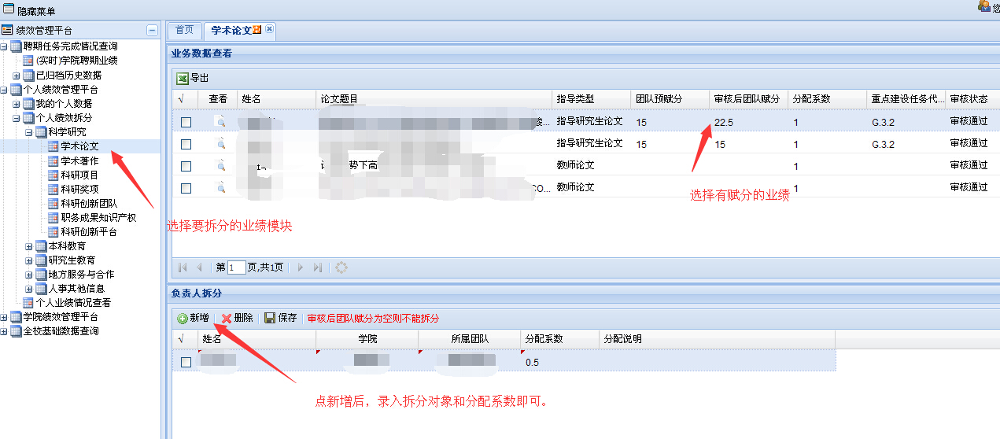 隐藏菜单
您
绩效管理平台
聘期任务完成情况查询
(实时)学院聘期业绩
已归档历史数据
个人绩效管理平台
我的个人数据
个人绩效拆分
科学研究
学术论文
学术著作
科研项目
科研奖项
科研创新团队
职务成果知识产权
科研创新平台
本科教育
研究生教育
地方服务与合作
人事其他信息
个人业绩情况查看
学院绩效管理平台
全校基础数据查询
首页 学术论文
业务数据查看
导出
√ 查看 姓名 论文题目 指导类型 团队预赋分 审核后团队赋分 分配系数 重点建设任务代... 审核状态
... 指导研究生论文 15 22.5 1 G.3.2 审核通过
指导研究生论文 15 15 1 G.3.2 审核通过
势下高 教师论文 1 审核通过
CO... 教师论文 1 审核通过
选择有赋分的业绩
选择要拆分的业绩模块
第 1 页,共1页
负责人拆分
新增 删除 保存 审核后团队赋分为空则不能拆分
√ 姓名 学院 所属团队 分配系数 分配说明
0.5
点新增后，录入拆分对象和分配系数即可。